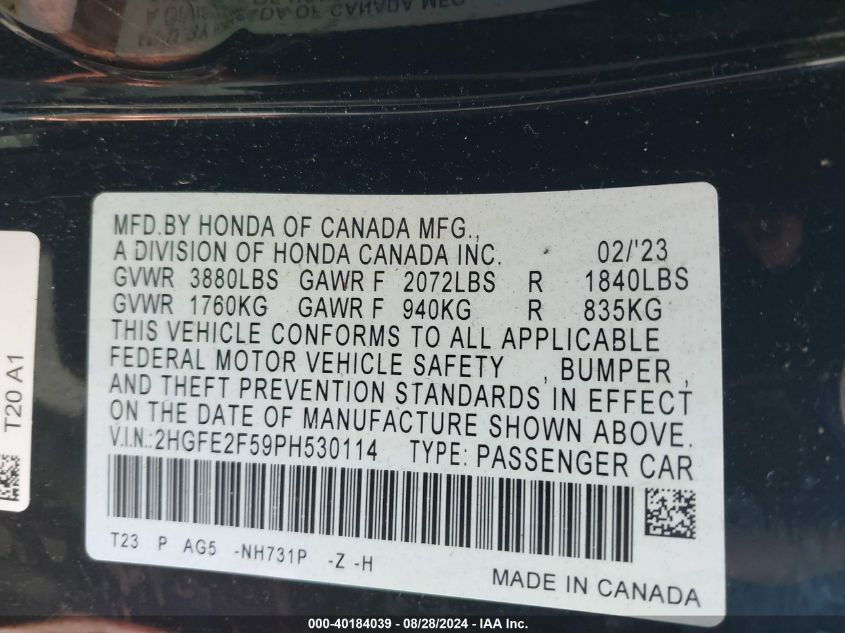 MFD.BY HONDA OF CANADA MFG.,
A DIVISION OF HONDA CANADA INC. 02/'23
GVWR 3880LBS GAWR F 2072LBS R 1840LBS
GVWR 1760KG GAWR F 940KG R 835KG
THIS VEHICLE CONFORMS TO ALL APPLICABLE
FEDERAL MOTOR VEHICLE SAFETY , BUMPER ,
AND THEFT PREVENTION STANDARDS IN EFFECT
ON THE DATE OF MANUFACTURE SHOWN ABOVE.
V.I.N.:2HGFE2F59PH530114 TYPE: PASSENGER CAR
T23 P AG5 -NH731P -Z -H
MADE IN CANADA
T20 A1
000-40184039 | 08/28/2024 - IAA Inc.